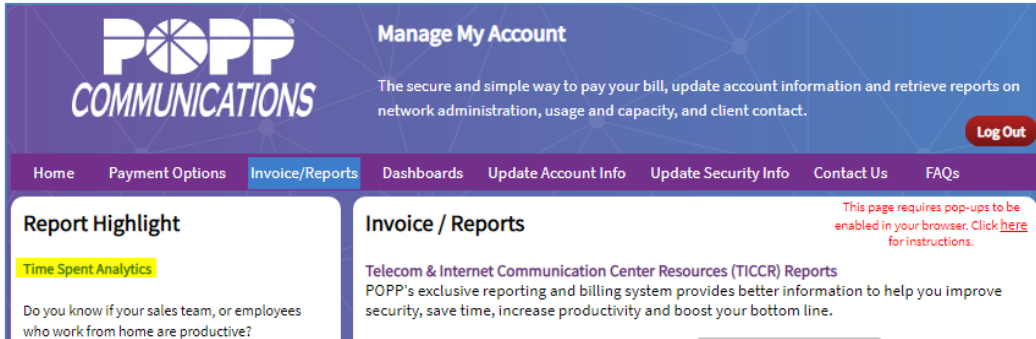 POPP
COMMUNICATIONS
Manage My Account
The secure and simple way to pay your bill, update account information and retrieve reports on
network administration, usage and capacity, and client contact.
Log Out
Home Payment Options Invoice/Reports Dashboards Update Account Info Update Security Info Contact Us FAQs
Report Highlight
Time Spent Analytics
Do you know if your sales team, or employees
who work from home are productive?
Invoice / Reports
This page requires pop-ups to be
enabled in your browser. Click here
for instructions.
Telecom & Internet Communication Center Resources (TICCR) Reports
POPP's exclusive reporting and billing system provides better information to help you improve
security, save time, increase productivity and boost your bottom line.